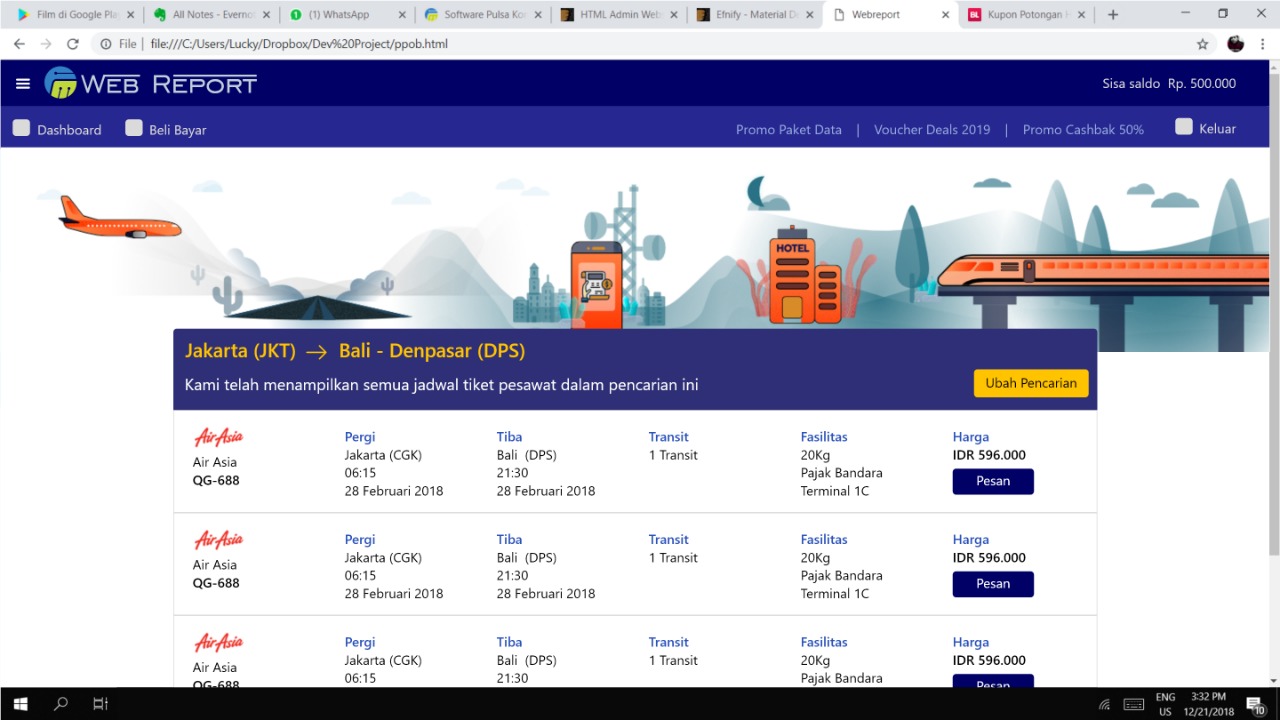 Film di Google Pla
All Notes - Evernot
(1) WhatsApp
Software Pulsa Ko
HTML Admin Web
Efnify - Material D
Webreport
BL Kupon Potongan H
File | file:///C:/Users/Lucky/Dropbox/Dev%20Project/ppob.html
WEB REPORT
Sisa saldo Rp. 500.000
Dashboard
Beli Bayar
Promo Paket Data | Voucher Deals 2019 | Promo Cashbak 50%
Keluar
HOTEL
Jakarta (JKT) → Bali - Denpasar (DPS)
Kami telah menampilkan semua jadwal tiket pesawat dalam pencarian ini
Ubah Pencarian
AirAsia
Air Asia
QG-688
Pergi
Jakarta (CGK)
06:15
28 Februari 2018
Tiba
Bali (DPS)
21:30
28 Februari 2018
Transit
1 Transit
Fasilitas
20Kg
Pajak Bandara
Terminal 1C
Harga
IDR 596.000
Pesan
AirAsia
Air Asia
QG-688
Pergi
Jakarta (CGK)
06:15
28 Februari 2018
Tiba
Bali (DPS)
21:30
28 Februari 2018
Transit
1 Transit
Fasilitas
20Kg
Pajak Bandara
Terminal 1C
Harga
IDR 596.000
Pesan
AirAsia
Air Asia
QG-688
Pergi
Jakarta (CGK)
06:15
Tiba
Bali (DPS)
21:30
Transit
1 Transit
Fasilitas
20Kg
Pajak Bandara
Harga
IDR 596.000
Pesan
ENG
US
3:32 PM
12/21/2018
10